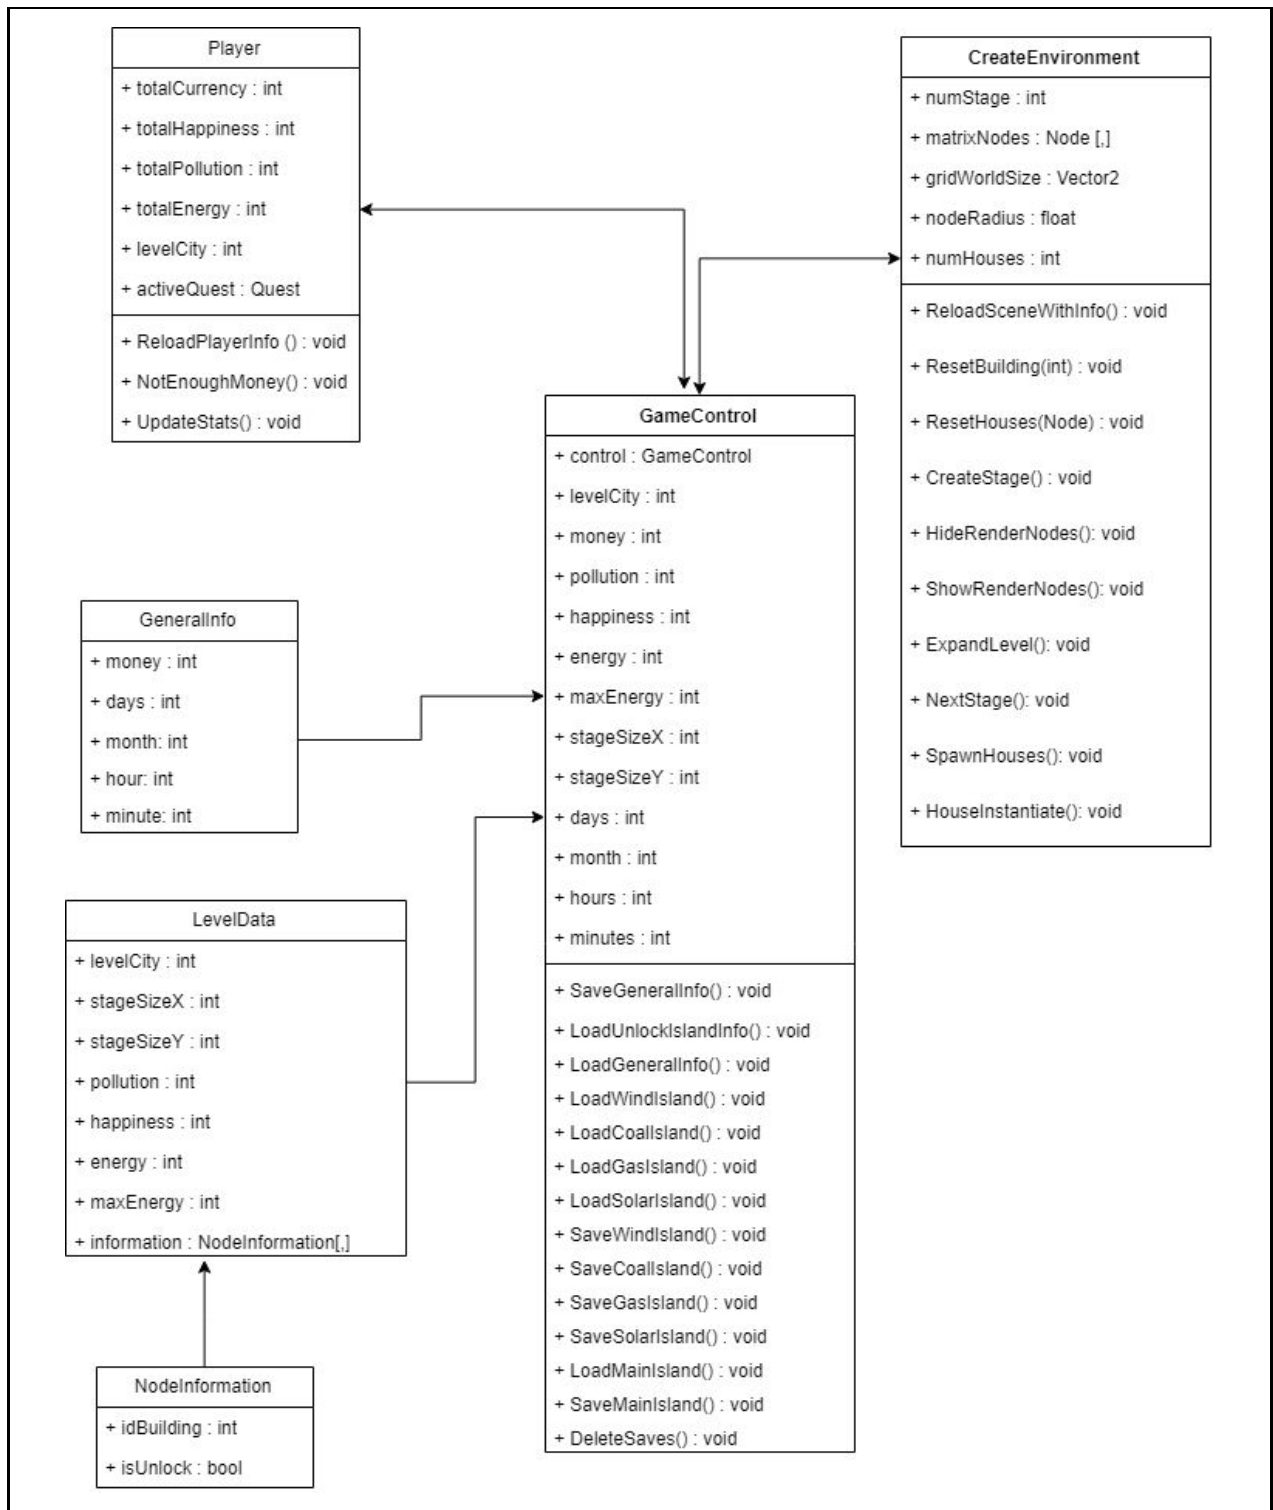 Player
+ totalCurrency : int
+ totalHappiness : int
+ totalPollution : int
+ totalEnergy : int
+ levelCity : int
+ activeQuest : Quest
+ ReloadPlayerInfo () : void
+ NotEnoughMoney() : void
+ UpdateStats() : void
CreateEnvironment
+ numStage : int
+ matrixNodes : Node [,]
+ gridWorldSize : Vector2
+ nodeRadius : float
+ numHouses : int
+ ReloadSceneWithInfo() : void
+ ResetBuilding(int) : void
+ ResetHouses(Node) : void
+ CreateStage() : void
+ HideRenderNodes(): void
+ ShowRenderNodes(): void
+ ExpandLevel(): void
+ NextStage(): void
+ SpawnHouses(): void
+ HouseInstantiate(): void
GameControl
+ control : GameControl
+ levelCity : int
+ money : int
+ pollution : int
+ happiness : int
+ energy : int
+ maxEnergy : int
+ stageSizeX : int
+ stageSizeY : int
+ days : int
+ month : int
+ hours : int
+ minutes : int
+ SaveGeneralInfo() : void
+ LoadUnlockIslandInfo() : void
+ LoadGeneralInfo() : void
+ LoadWindIsland() : void
+ LoadCoalIsland() : void
+ LoadGasIsland() : void
+ LoadSolarIsland() : void
+ SaveWindIsland() : void
+ SaveCoalIsland() : void
+ SaveGasIsland() : void
+ SaveSolarIsland() : void
+ LoadMainIsland() : void
+ SaveMainIsland() : void
+ DeleteSaves() : void
GeneralInfo
+ money : int
+ days : int
+ month: int
+ hour: int
+ minute: int
LevelData
+ levelCity : int
+ stageSizeX : int
+ stageSizeY : int
+ pollution : int
+ happiness : int
+ energy : int
+ maxEnergy : int
+ information : NodeInformation[,]
NodeInformation
+ idBuilding : int
+ isUnlock : bool